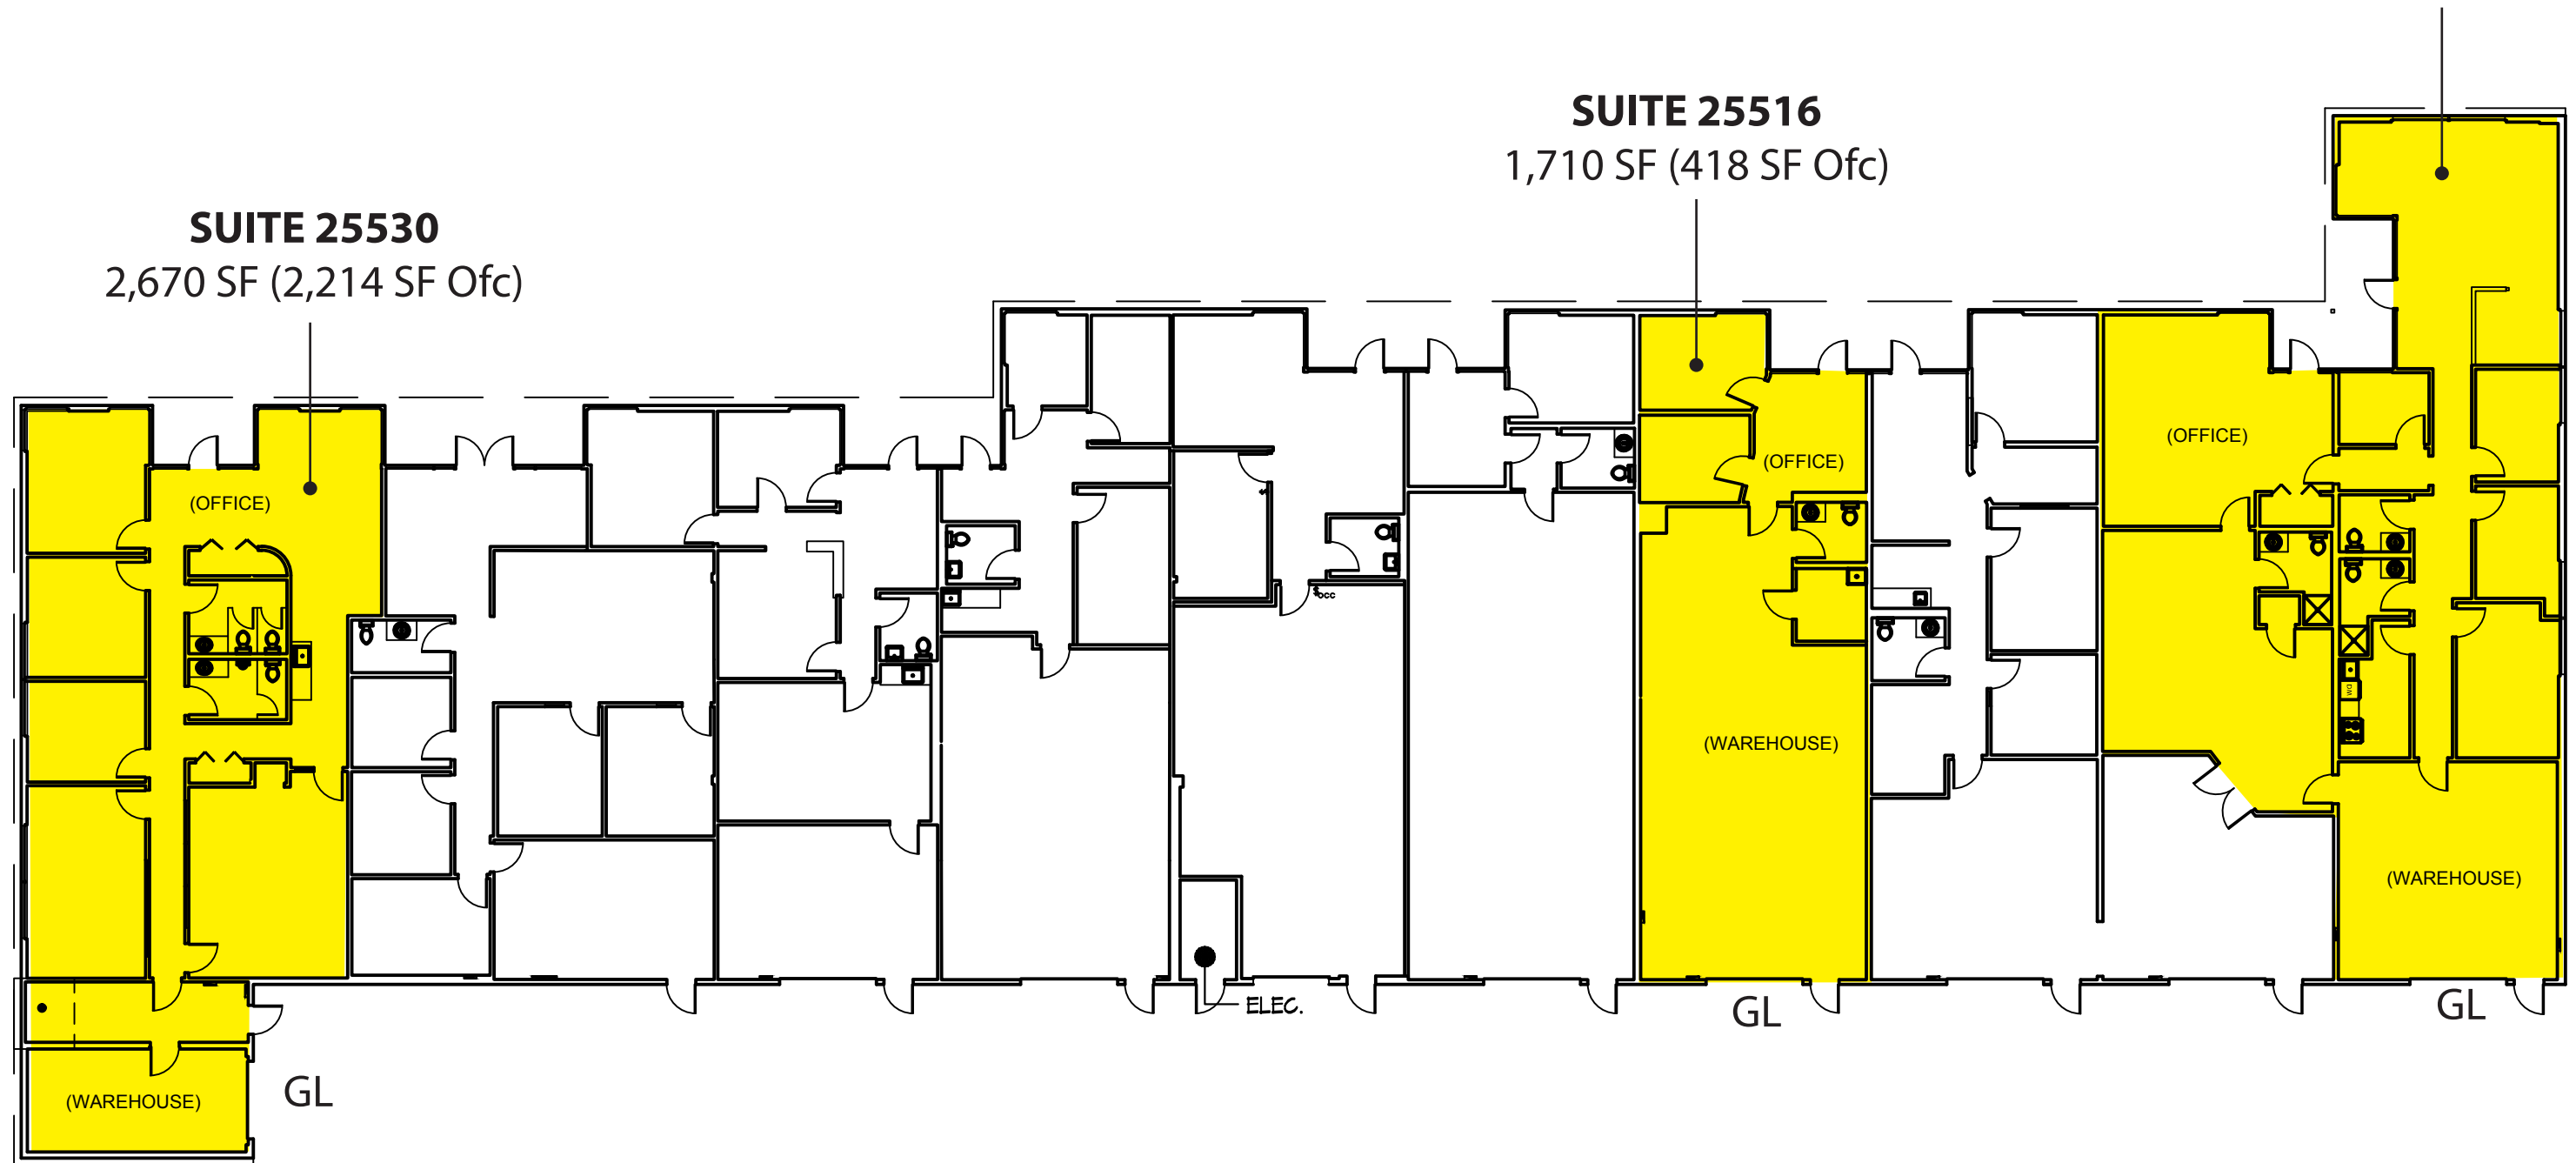 SUITE 25516
1,710 SF (418 SF Ofc)
SUITE 25530
2,670 SF (2,214 SF Ofc)
(OFFICE)
(OFFICE)
(OFFICE)
(WAREHOUSE)
(WAREHOUSE)
(WAREHOUSE)
ELEC.
GL
GL
GL